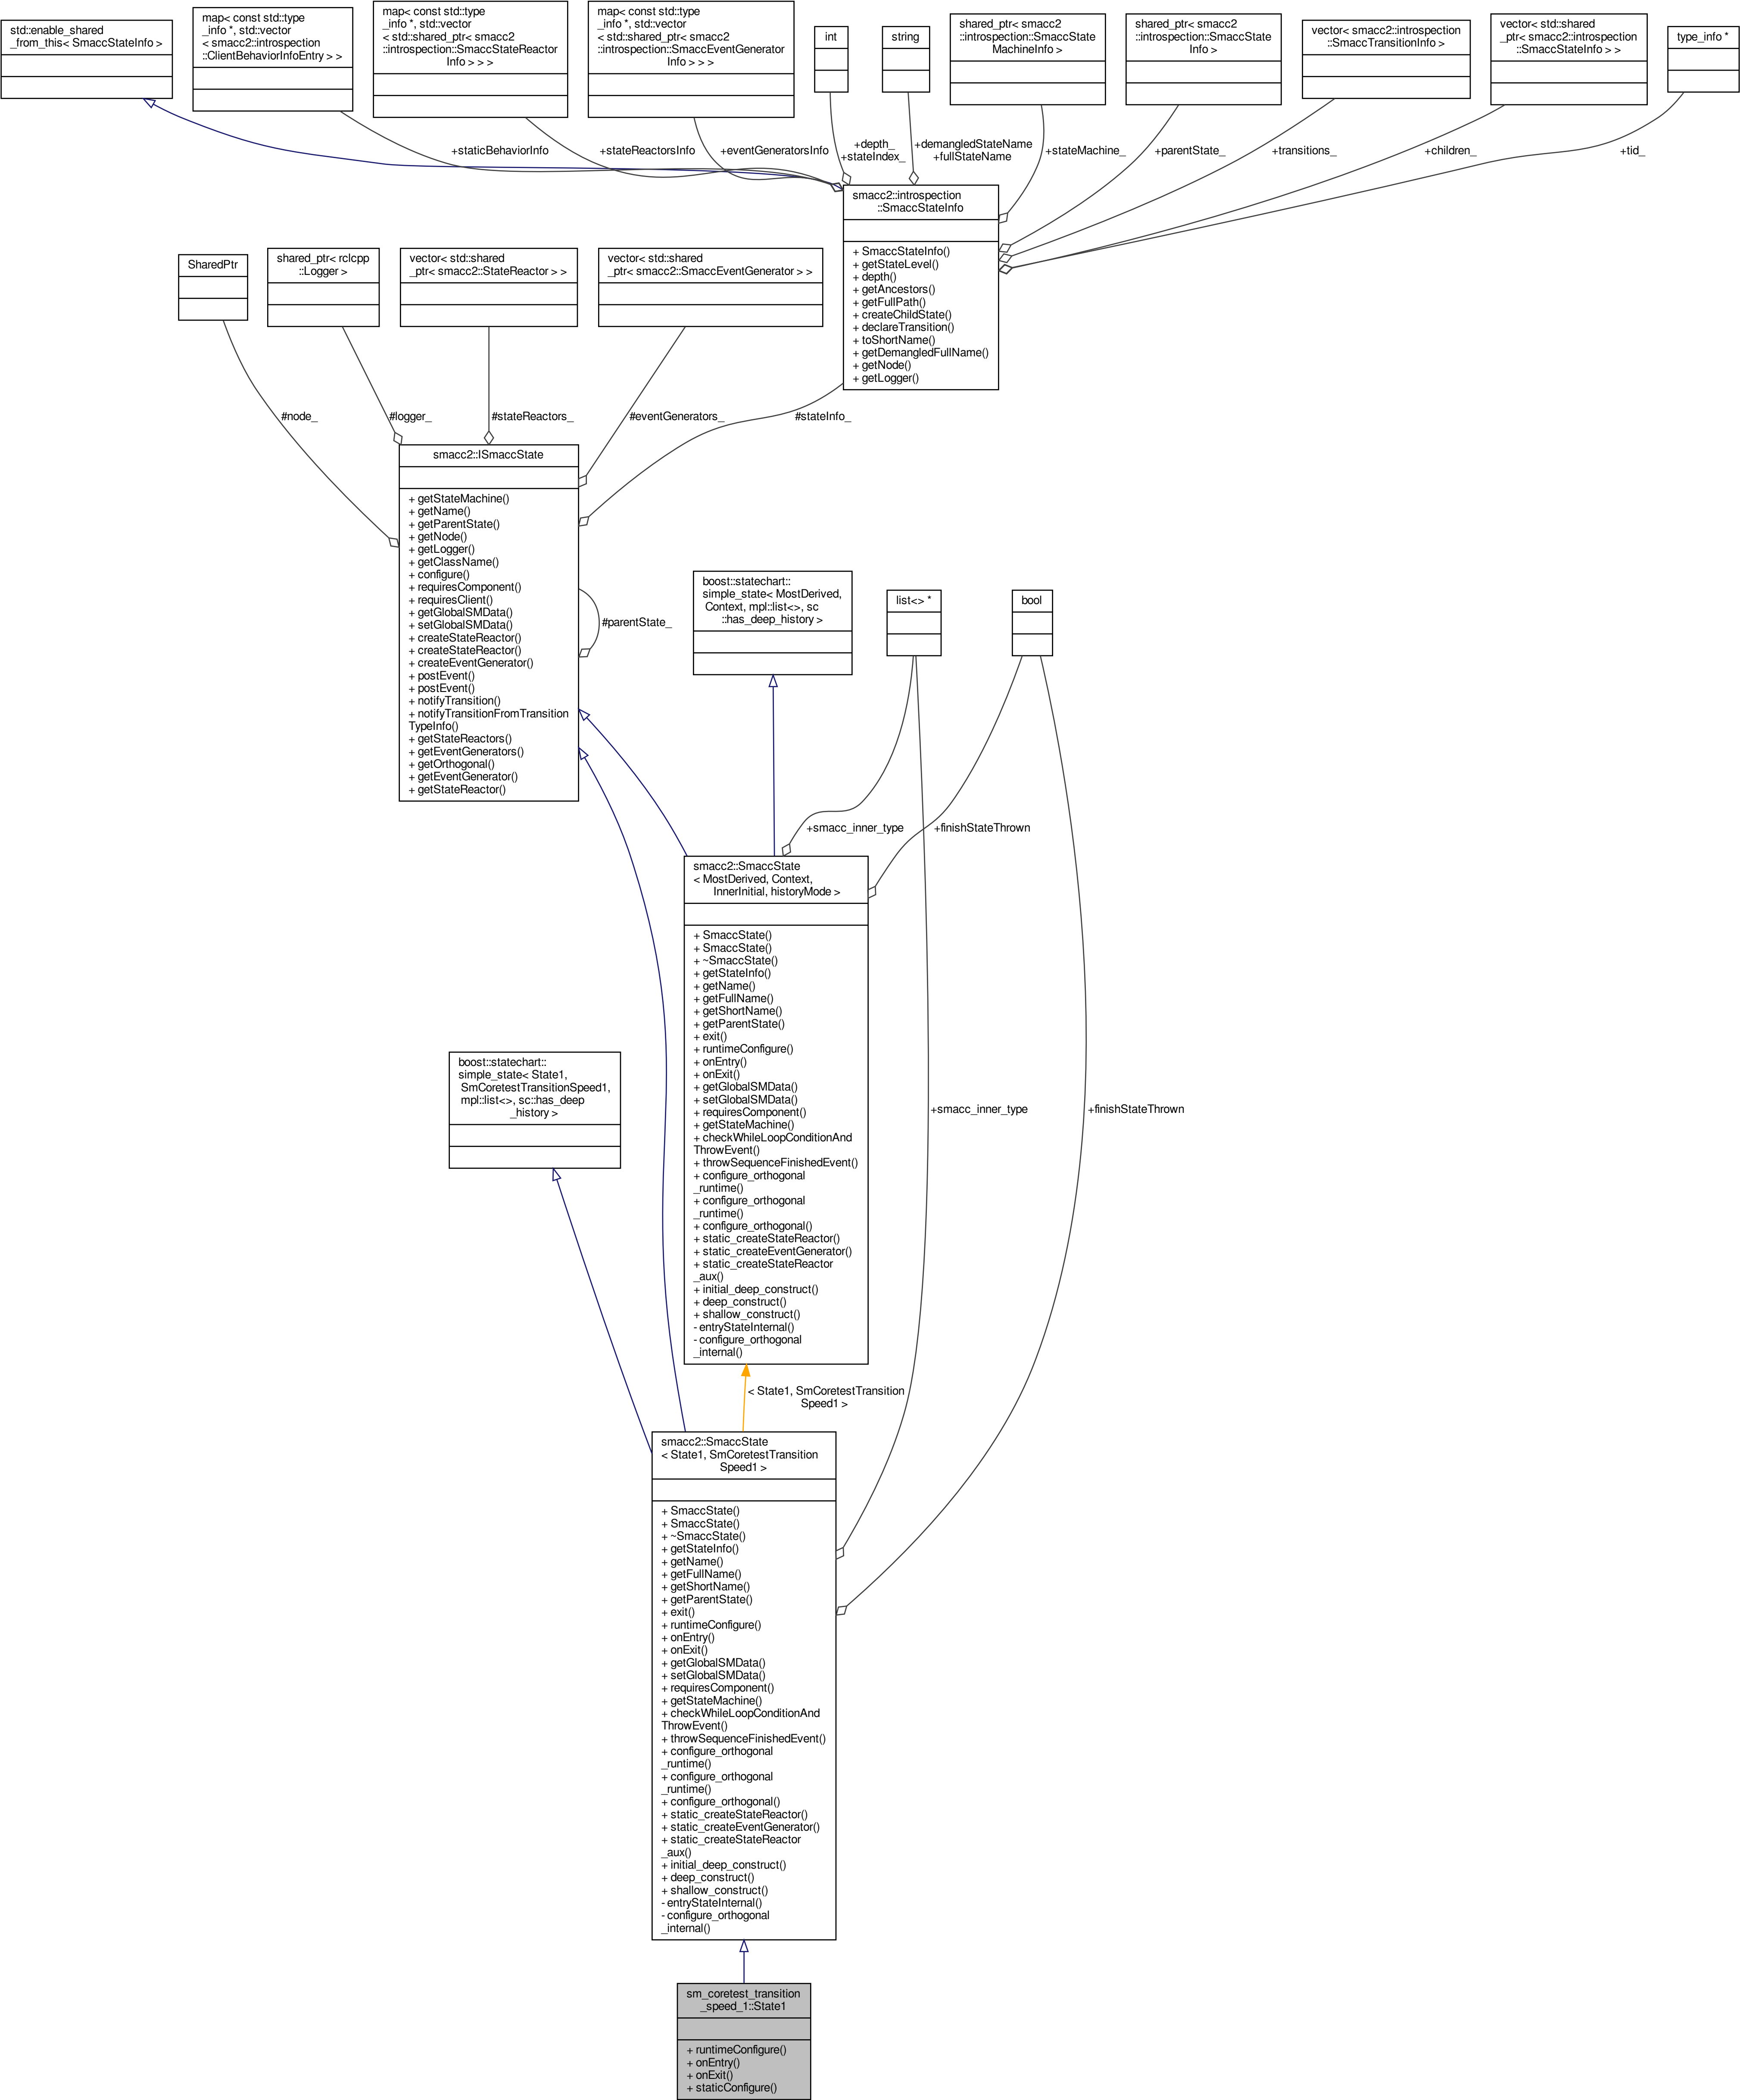 std::enable_shared
_from_this< SmaccStateInfo >
map< const std::type
_info *, std::vector
< smacc2::introspection
::ClientBehaviorInfoEntry > >
map< const std::type
_info *, std::vector
< std::shared_ptr< smacc2
::introspection::SmaccStateReactor
Info > > >
map< const std::type
_info *, std::vector
< std::shared_ptr< smacc2
::introspection::SmaccEventGenerator
Info > > >
int
string
shared_ptr< smacc2
::introspection::SmaccState
MachineInfo >
shared_ptr< smacc2
::introspection::SmaccState
Info >
vector< smacc2::introspection
::SmaccTransitionInfo >
vector< std::shared
_ptr< smacc2::introspection
::SmaccStateInfo > >
type_info *
+staticBehaviorInfo
+stateReactorsInfo
+eventGeneratorsInfo
+depth_
+stateIndex_
+demangledStateName
+fullStateName
+stateMachine_
+parentState_
+transitions_
+children_
+tid_
smacc2::introspection
::SmaccStateInfo
+ SmaccStateInfo()
+ getStateLevel()
+ depth()
+ getAncestors()
+ getFullPath()
+ createChildState()
+ declareTransition()
+ toShortName()
+ getDemangledFullName()
+ getNode()
+ getLogger()
SharedPtr
shared_ptr< rclcpp
::Logger >
vector< std::shared
_ptr< smacc2::StateReactor > >
vector< std::shared
_ptr< smacc2::SmaccEventGenerator > >
#node_
#logger_
#stateReactors_
#eventGenerators_
#stateInfo_
smacc2::ISmaccState
+ getStateMachine()
+ getName()
+ getParentState()
+ getNode()
+ getLogger()
+ getClassName()
+ configure()
+ requiresComponent()
+ requiresClient()
+ getGlobalSMData()
+ setGlobalSMData()
+ createStateReactor()
+ createStateReactor()
+ createEventGenerator()
+ postEvent()
+ postEvent()
+ notifyTransition()
+ notifyTransitionFromTransition
TypeInfo()
+ getStateReactors()
+ getEventGenerators()
+ getOrthogonal()
+ getEventGenerator()
+ getStateReactor()
#parentState_
boost::statechart::
simple_state< MostDerived,
Context, mpl::list<>, sc
::has_deep_history >
list<> *
bool
+smacc_inner_type
+finishStateThrown
smacc2::SmaccState
< MostDerived, Context,
InnerInitial, historyMode >
+ SmaccState()
+ SmaccState()
+ ~SmaccState()
+ getStateInfo()
+ getName()
+ getFullName()
+ getShortName()
+ getParentState()
+ exit()
+ runtimeConfigure()
+ onEntry()
+ onExit()
+ getGlobalSMData()
+ setGlobalSMData()
+ requiresComponent()
+ getStateMachine()
+ checkWhileLoopConditionAnd
ThrowEvent()
+ throwSequenceFinishedEvent()
+ configure_orthogonal
_runtime()
+ configure_orthogonal
_runtime()
+ configure_orthogonal()
+ static_createStateReactor()
+ static_createEventGenerator()
+ static_createStateReactor
_aux()
+ initial_deep_construct()
+ deep_construct()
+ shallow_construct()
- entryStateInternal()
- configure_orthogonal
_internal()
boost::statechart::
simple_state< State1,
SmCoretestTransitionSpeed1,
mpl::list<>, sc::has_deep
_history >
+smacc_inner_type
+finishStateThrown
< State1, SmCoretestTransition
Speed1 >
smacc2::SmaccState
< State1, SmCoretestTransition
Speed1 >
+ SmaccState()
+ SmaccState()
+ ~SmaccState()
+ getStateInfo()
+ getName()
+ getFullName()
+ getShortName()
+ getParentState()
+ exit()
+ runtimeConfigure()
+ onEntry()
+ onExit()
+ getGlobalSMData()
+ setGlobalSMData()
+ requiresComponent()
+ getStateMachine()
+ checkWhileLoopConditionAnd
ThrowEvent()
+ throwSequenceFinishedEvent()
+ configure_orthogonal
_runtime()
+ configure_orthogonal
_runtime()
+ configure_orthogonal()
+ static_createStateReactor()
+ static_createEventGenerator()
+ static_createStateReactor
_aux()
+ initial_deep_construct()
+ deep_construct()
+ shallow_construct()
- entryStateInternal()
- configure_orthogonal
_internal()
sm_coretest_transition
_speed_1::State1
+ runtimeConfigure()
+ onEntry()
+ onExit()
+ staticConfigure()